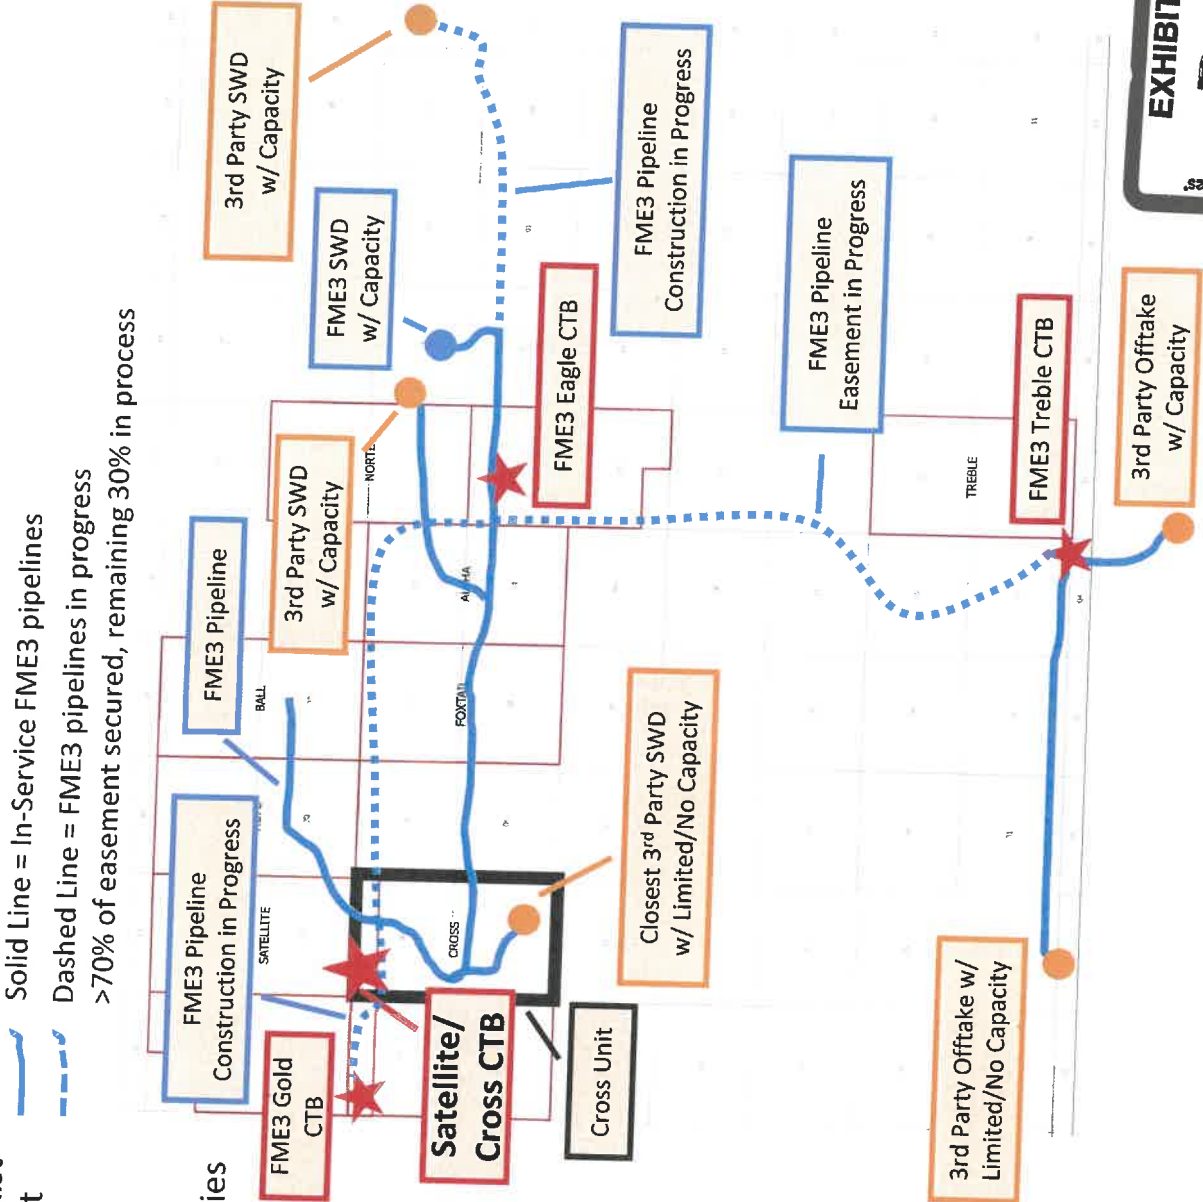 Solid Line = In-Service FME3 pipelines
Dashed Line = FME3 pipelines in progress
>70% of easement secured, remaining 30% in process
t
ies
FME3 Gold
CTB
FME3 Pipeline
Construction in Progress
FME3 Pipeline
3rd Party SWD
w/ Capacity
FME3 SWD
w/ Capacity
3rd Party SWD
w/ Capacity
SATELLITE
BALL
NORTE
Satellite/
Cross CTB
CROSS
FOXTAIL
FME3 Eagle CTB
FME3 Pipeline
Construction in Progress
Cross Unit
Closest 3rd Party SWD
w/ Limited/No Capacity
FME3 Pipeline
Easement in Progress
TREBLE
3rd Party Offtake w/
Limited/No Capacity
FME3 Treble CTB
3rd Party Offtake
w/ Capacity
EXHIBIT